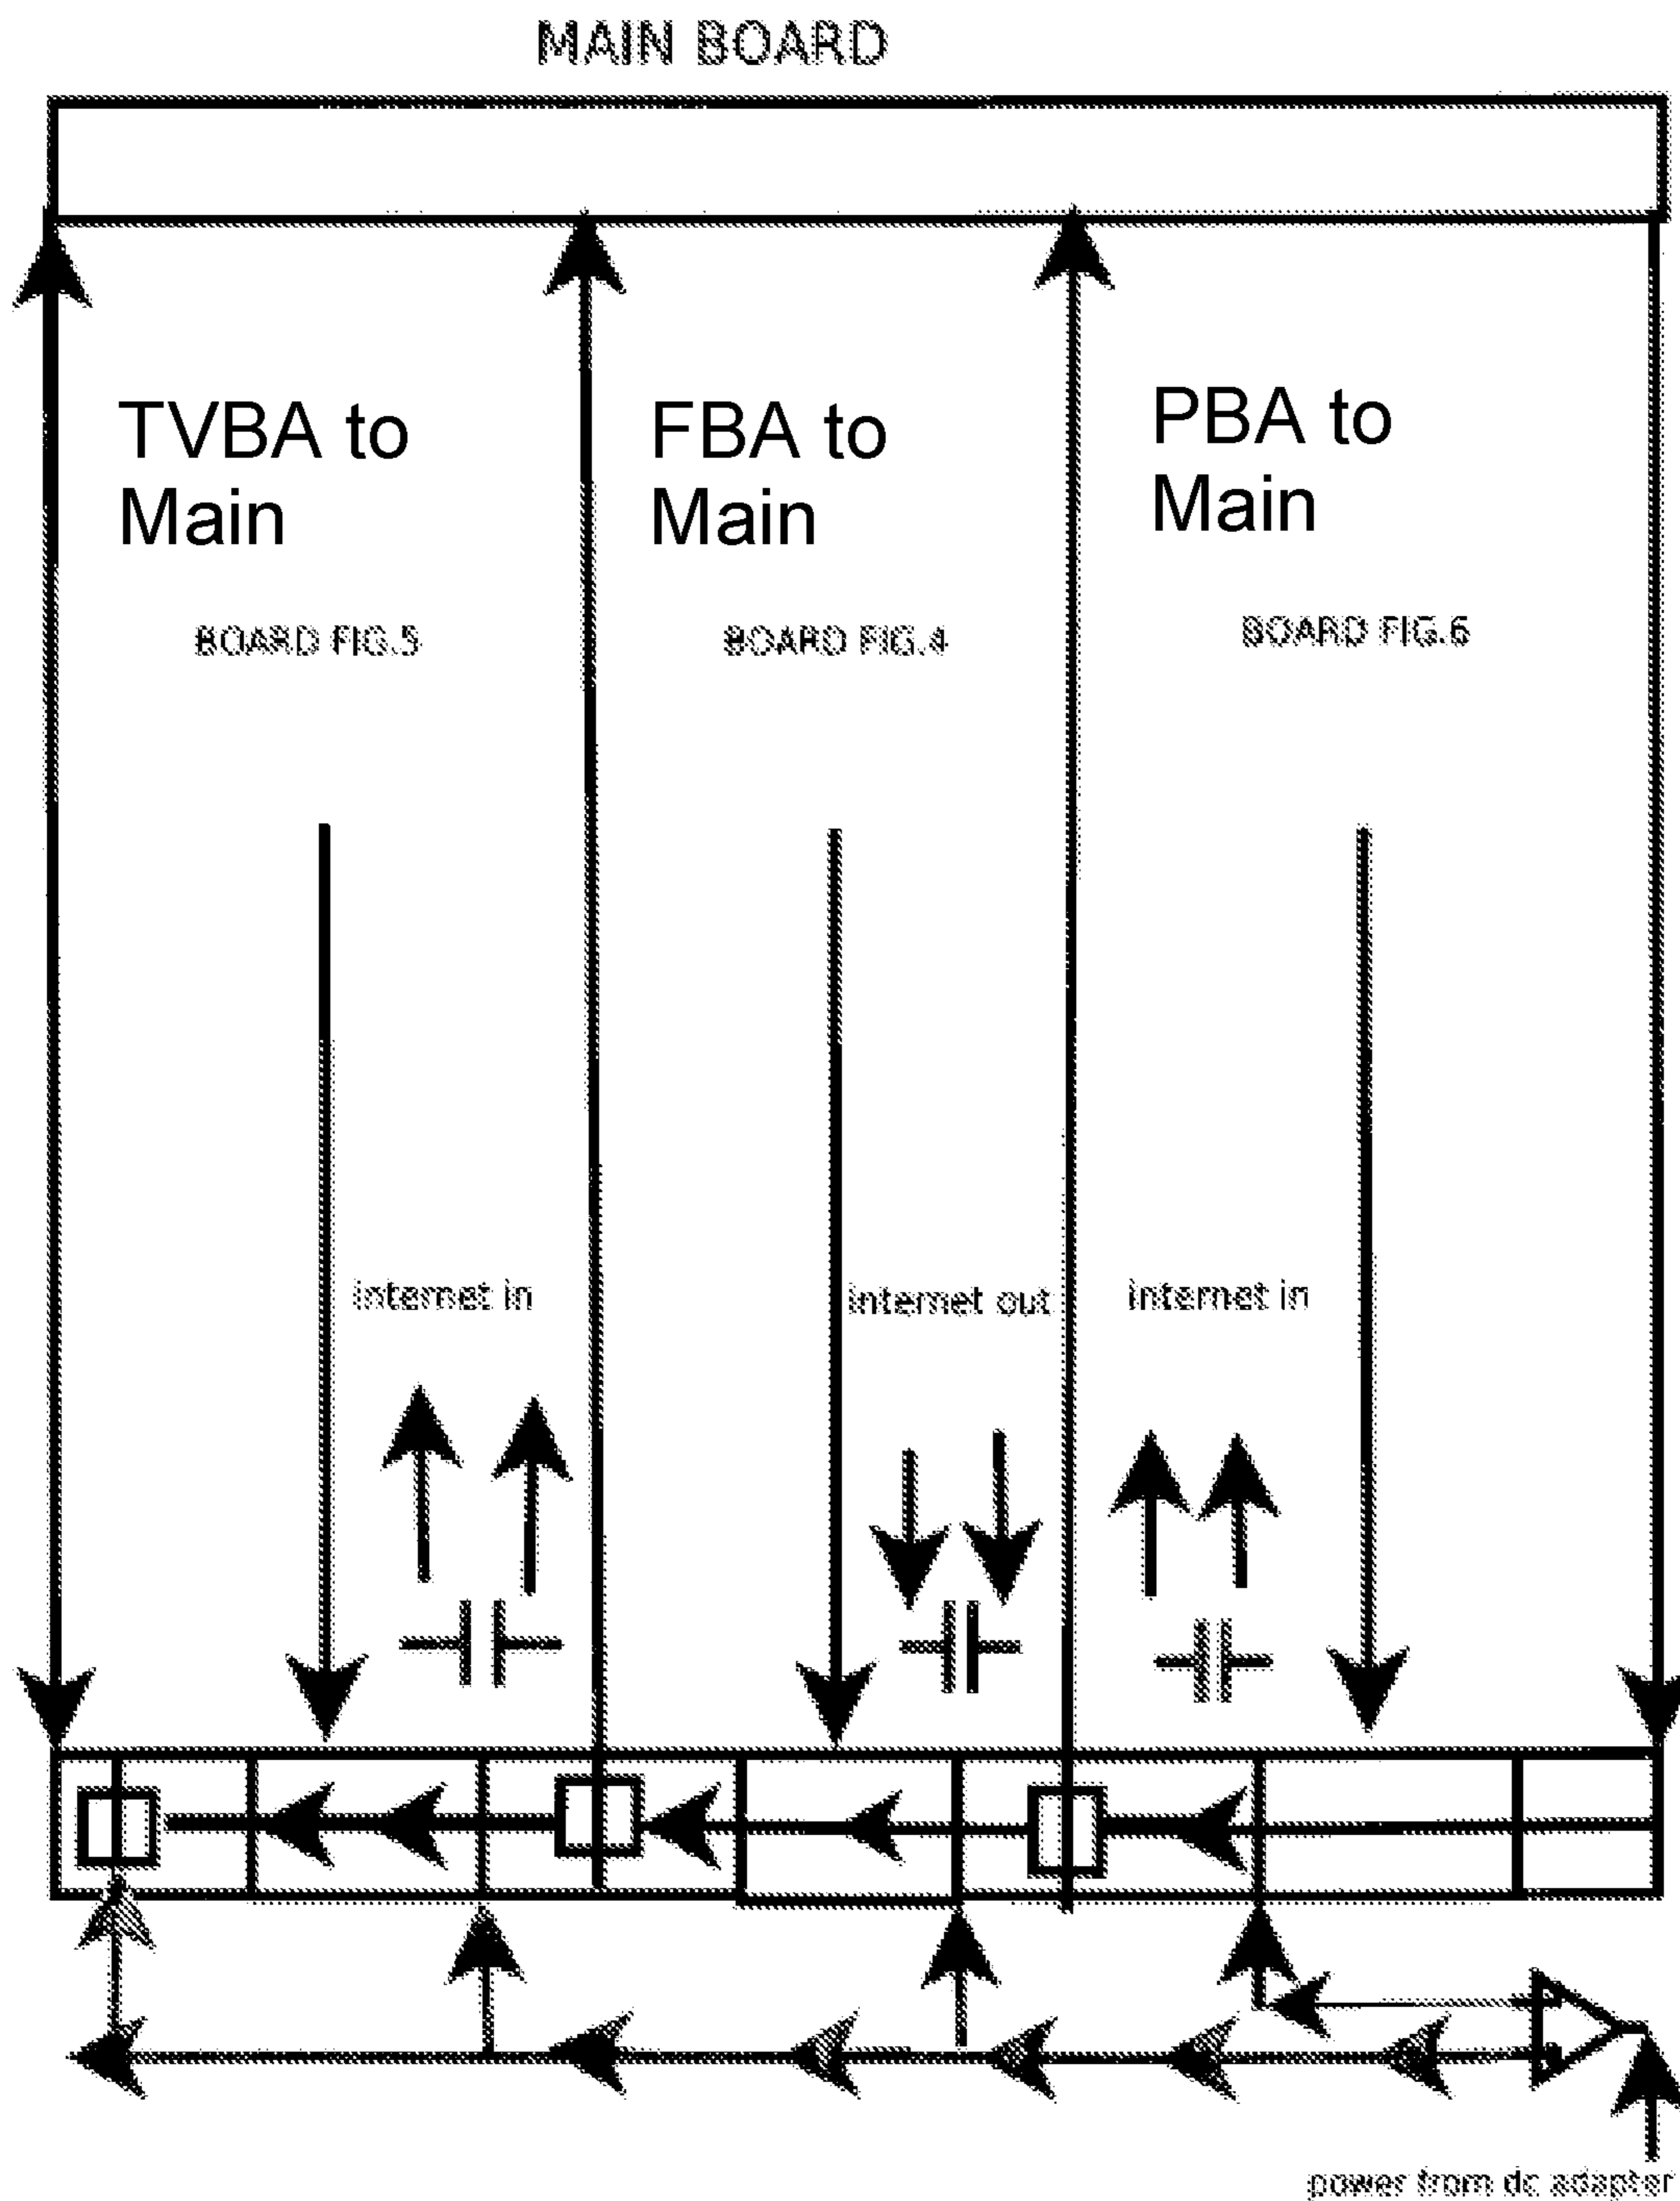 MAIN BOARD
TVBA to
Main
FBA to
Main
PBA to
Main
BOARD FIG.5
BOARD FIG.4
BOARD FIG.6
internet in
internet out
internet in
power from dc adapter